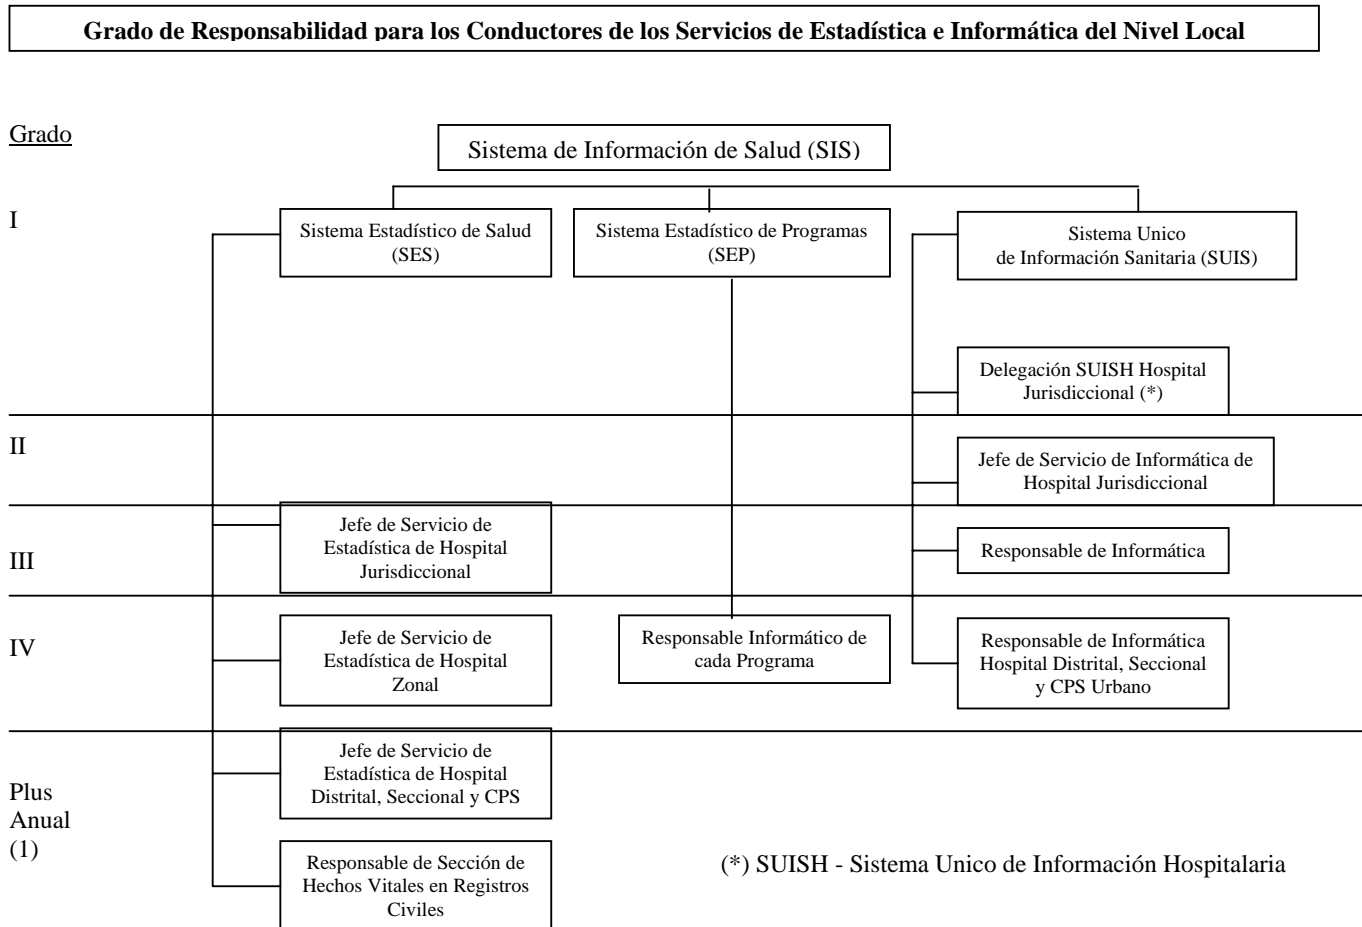 Grado de Responsabilidad para los Conductores de los Servicios de Estadística e Informática del Nivel Local
Grado
Sistema de Información de Salud (SIS)
I
Sistema Estadístico de Salud
(SES)
Sistema Estadístico de Programas
(SEP)
Sistema Unico
de Información Sanitaria (SUIS)
Delegación SUISH Hospital
Jurisdiccional (*)
II
Jefe de Servicio de Informática de
Hospital Jurisdiccional
III
Jefe de Servicio de
Estadística de Hospital
Jurisdiccional
Responsable de Informática
IV
Jefe de Servicio de
Estadística de Hospital
Zonal
Responsable Informático de
cada Programa
Responsable de Informática
Hospital Distrital, Seccional
y CPS Urbano
Plus
Anual
(1)
Jefe de Servicio de
Estadística de Hospital
Distrital, Seccional y CPS
Responsable de Sección de
Hechos Vitales en Registros
Civiles
(*) SUISH - Sistema Unico de Información Hospitalaria